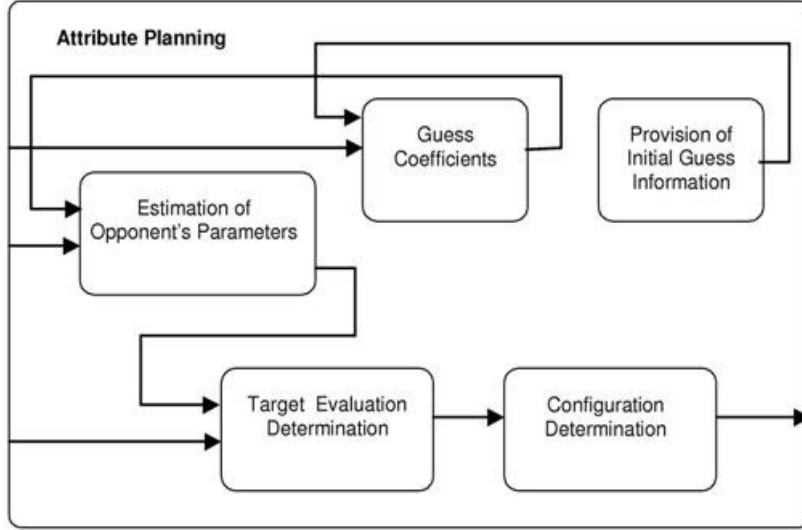 Attribute Planning
Guess
Coefficients
Provision of
Initial Guess
Information
Estimation of
Opponent's Parameters
Target Evaluation
Determination
Configuration
Determination